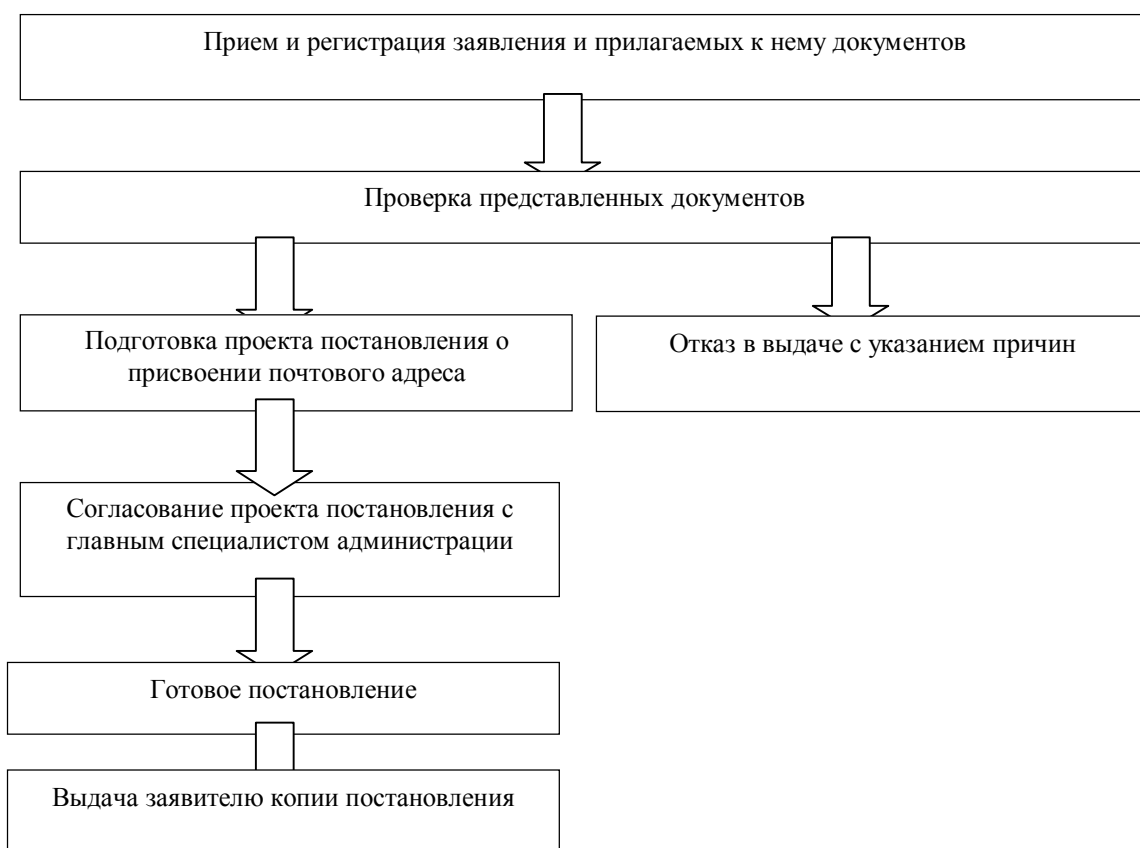 Прием и регистрация заявления и прилагаемых к нему документов
Проверка представленных документов
Подготовка проекта постановления о
присвоении почтового адреса
Отказ в выдаче с указанием причин
Согласование проекта постановления с
главным специалистом администрации
Готовое постановление
Выдача заявителю копии постановления